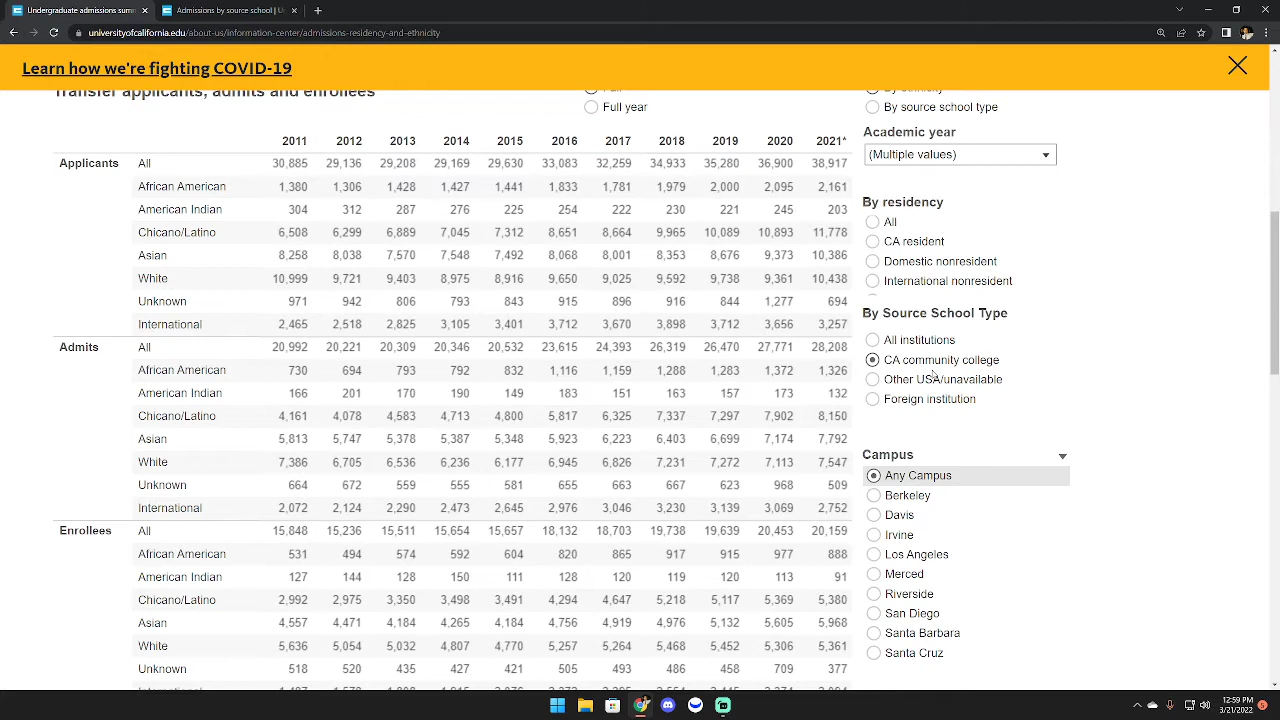 Undergraduate admissions sum
Admissions by source school | U
universityofcalifornia.edu/about-us/information-center/admissions-residency-and-ethnicity
Learn how we're fighting COVID-19
Transfer applicants, admits and enrollees
Full year
By source school type
Academic year
(Multiple values)
2011 2012 2013 2014 2015 2016 2017 2018 2019 2020 2021*
Applicants All 30,885 29,136 29,208 29,169 29,630 33,083 32,259 34,933 35,280 36,900 38,917
African American 1,380 1,306 1,428 1,427 1,441 1,833 1,781 1,979 2,000 2,095 2,161
American Indian 304 312 287 276 225 254 222 230 221 245 203
Chicano/Latino 6,508 6,299 6,889 7,045 7,312 8,651 8,664 9,965 10,089 10,893 11,778
Asian 8,258 8,038 7,570 7,548 7,492 8,068 8,001 8,353 8,676 9,373 10,386
White 10,999 9,721 9,403 8,975 8,916 9,650 9,025 9,592 9,738 9,361 10,438
Unknown 971 942 806 793 843 915 896 916 844 1,277 694
International 2,465 2,518 2,825 3,105 3,401 3,712 3,670 3,898 3,712 3,656 3,257
Admits All 20,992 20,221 20,309 20,346 20,532 23,615 24,393 26,319 26,470 27,771 28,208
African American 730 694 793 792 832 1,116 1,159 1,288 1,283 1,372 1,326
American Indian 166 201 170 190 149 183 151 163 157 173 132
Chicano/Latino 4,161 4,078 4,583 4,713 4,800 5,817 6,325 7,337 7,297 7,902 8,150
Asian 5,813 5,747 5,378 5,387 5,348 5,923 6,223 6,403 6,699 7,174 7,792
White 7,386 6,705 6,536 6,236 6,177 6,945 6,826 7,231 7,272 7,113 7,547
Unknown 664 672 559 555 581 655 663 667 623 968 509
International 2,072 2,124 2,290 2,473 2,645 2,976 3,046 3,230 3,139 3,069 2,752
Enrollees All 15,848 15,236 15,511 15,654 15,657 18,132 18,703 19,738 19,639 20,453 20,159
African American 531 494 574 592 604 820 865 917 915 977 888
American Indian 127 144 128 150 111 128 120 119 120 113 91
Chicano/Latino 2,992 2,975 3,350 3,498 3,491 4,294 4,647 5,218 5,117 5,369 5,380
Asian 4,557 4,471 4,184 4,265 4,184 4,756 4,919 4,976 5,132 5,605 5,968
White 5,636 5,054 5,032 4,807 4,770 5,257 5,264 5,468 5,452 5,306 5,361
Unknown 518 520 435 427 421 505 493 486 458 709 377
By residency
All
CA resident
Domestic nonresident
International nonresident
By Source School Type
All institutions
CA community college
Other USA/unavailable
Foreign institution
Campus
Any Campus
Berkeley
Davis
Irvine
Los Angeles
Merced
Riverside
San Diego
Santa Barbara
Santa Cruz
12:59 PM
3/7/2022